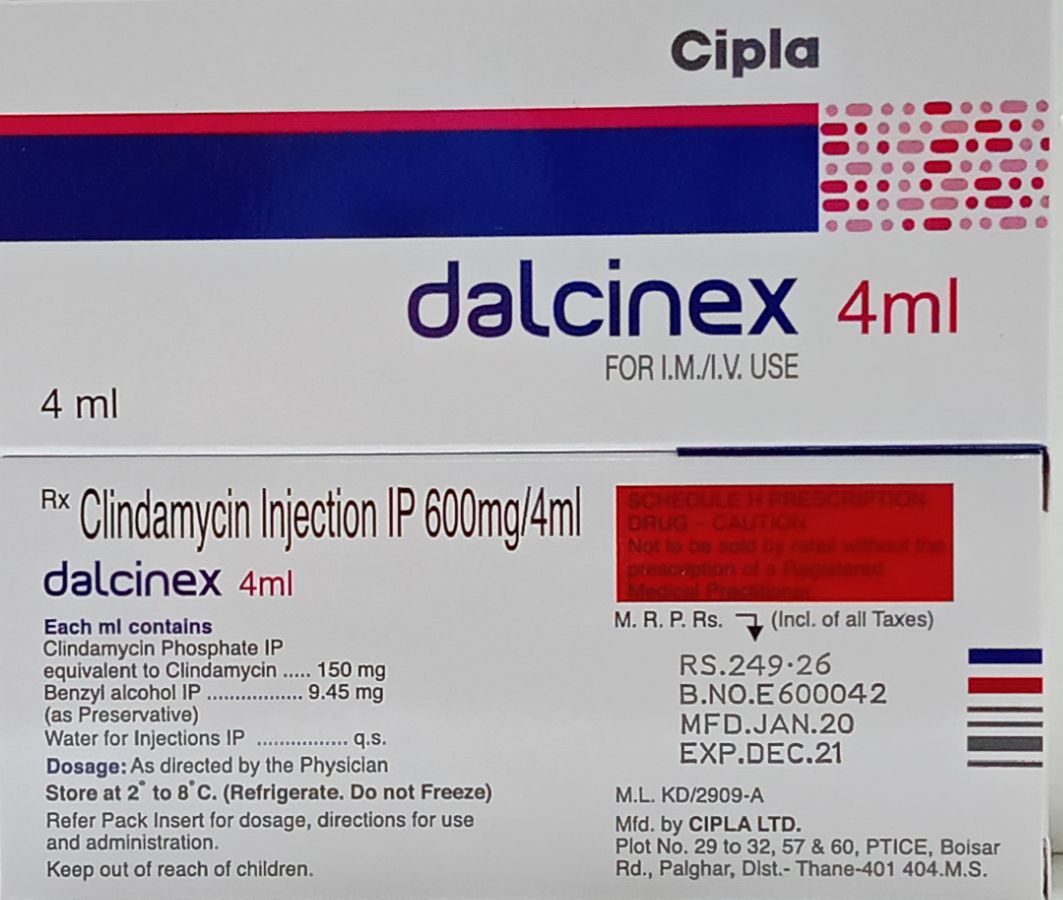 Cipla
dalcinex 4ml
FOR I.M./I.V. USE
4 ml
Rx Clindamycin Injection IP 600mg/4ml
dalcinex 4ml
Each ml contains
Clindamycin Phosphate IP
equivalent to Clindamycin ..... 150 mg
Benzyl alcohol IP ................. 9.45 mg
(as Preservative)
Water for Injections IP ................ q.s.
Dosage: As directed by the Physician
Store at 2° to 8°C. (Refrigerate. Do not Freeze)
Refer Pack Insert for dosage, directions for use
and administration.
Keep out of reach of children.
SCHEDULE H PRESCRIPTION
DRUG - CAUTION
Not to be sold by retail without the
prescription of a Registered
Medical Practitioner.
M. R. P. Rs. (Incl. of all Taxes)
RS.249.26
B.NO.E600042
MFD.JAN.20
EXP.DEC.21
M.L. KD/2909-A
Mfd. by CIPLA LTD.
Plot No. 29 to 32, 57 & 60, PTICE, Boisar
Rd., Palghar, Dist.- Thane-401 404.M.S.